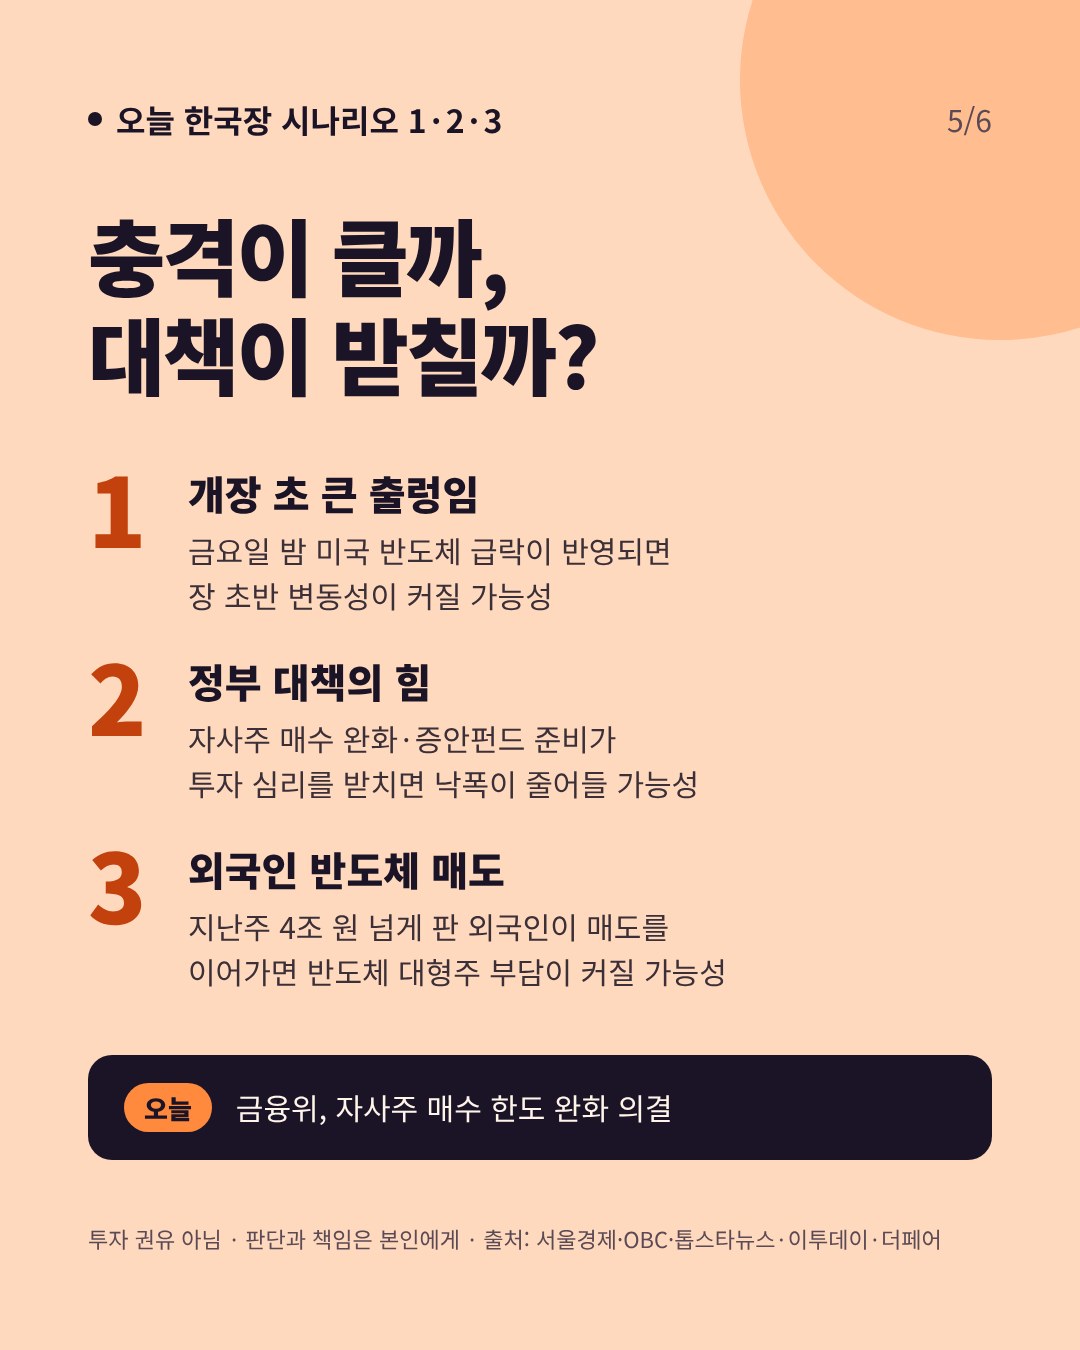 • 오늘 한국장 시나리오 1·2·3
5/6
충격이 클까,
대책이 받칠까?
1
개장 초 큰 출렁임
금요일 밤 미국 반도체 급락이 반영되면
장 초반 변동성이 커질 가능성
2
정부 대책의 힘
자사주 매수 완화·증안펀드 준비가
투자 심리를 받치면 낙폭이 줄어들 가능성
3
외국인 반도체 매도
지난주 4조 원 넘게 판 외국인이 매도를
이어가면 반도체 대형주 부담이 커질 가능성
오늘 금융위, 자사주 매수 한도 완화 의결
투자 권유 아님 · 판단과 책임은 본인에게 · 출처: 서울경제·OBC·톱스타뉴스·이투데이·더페어